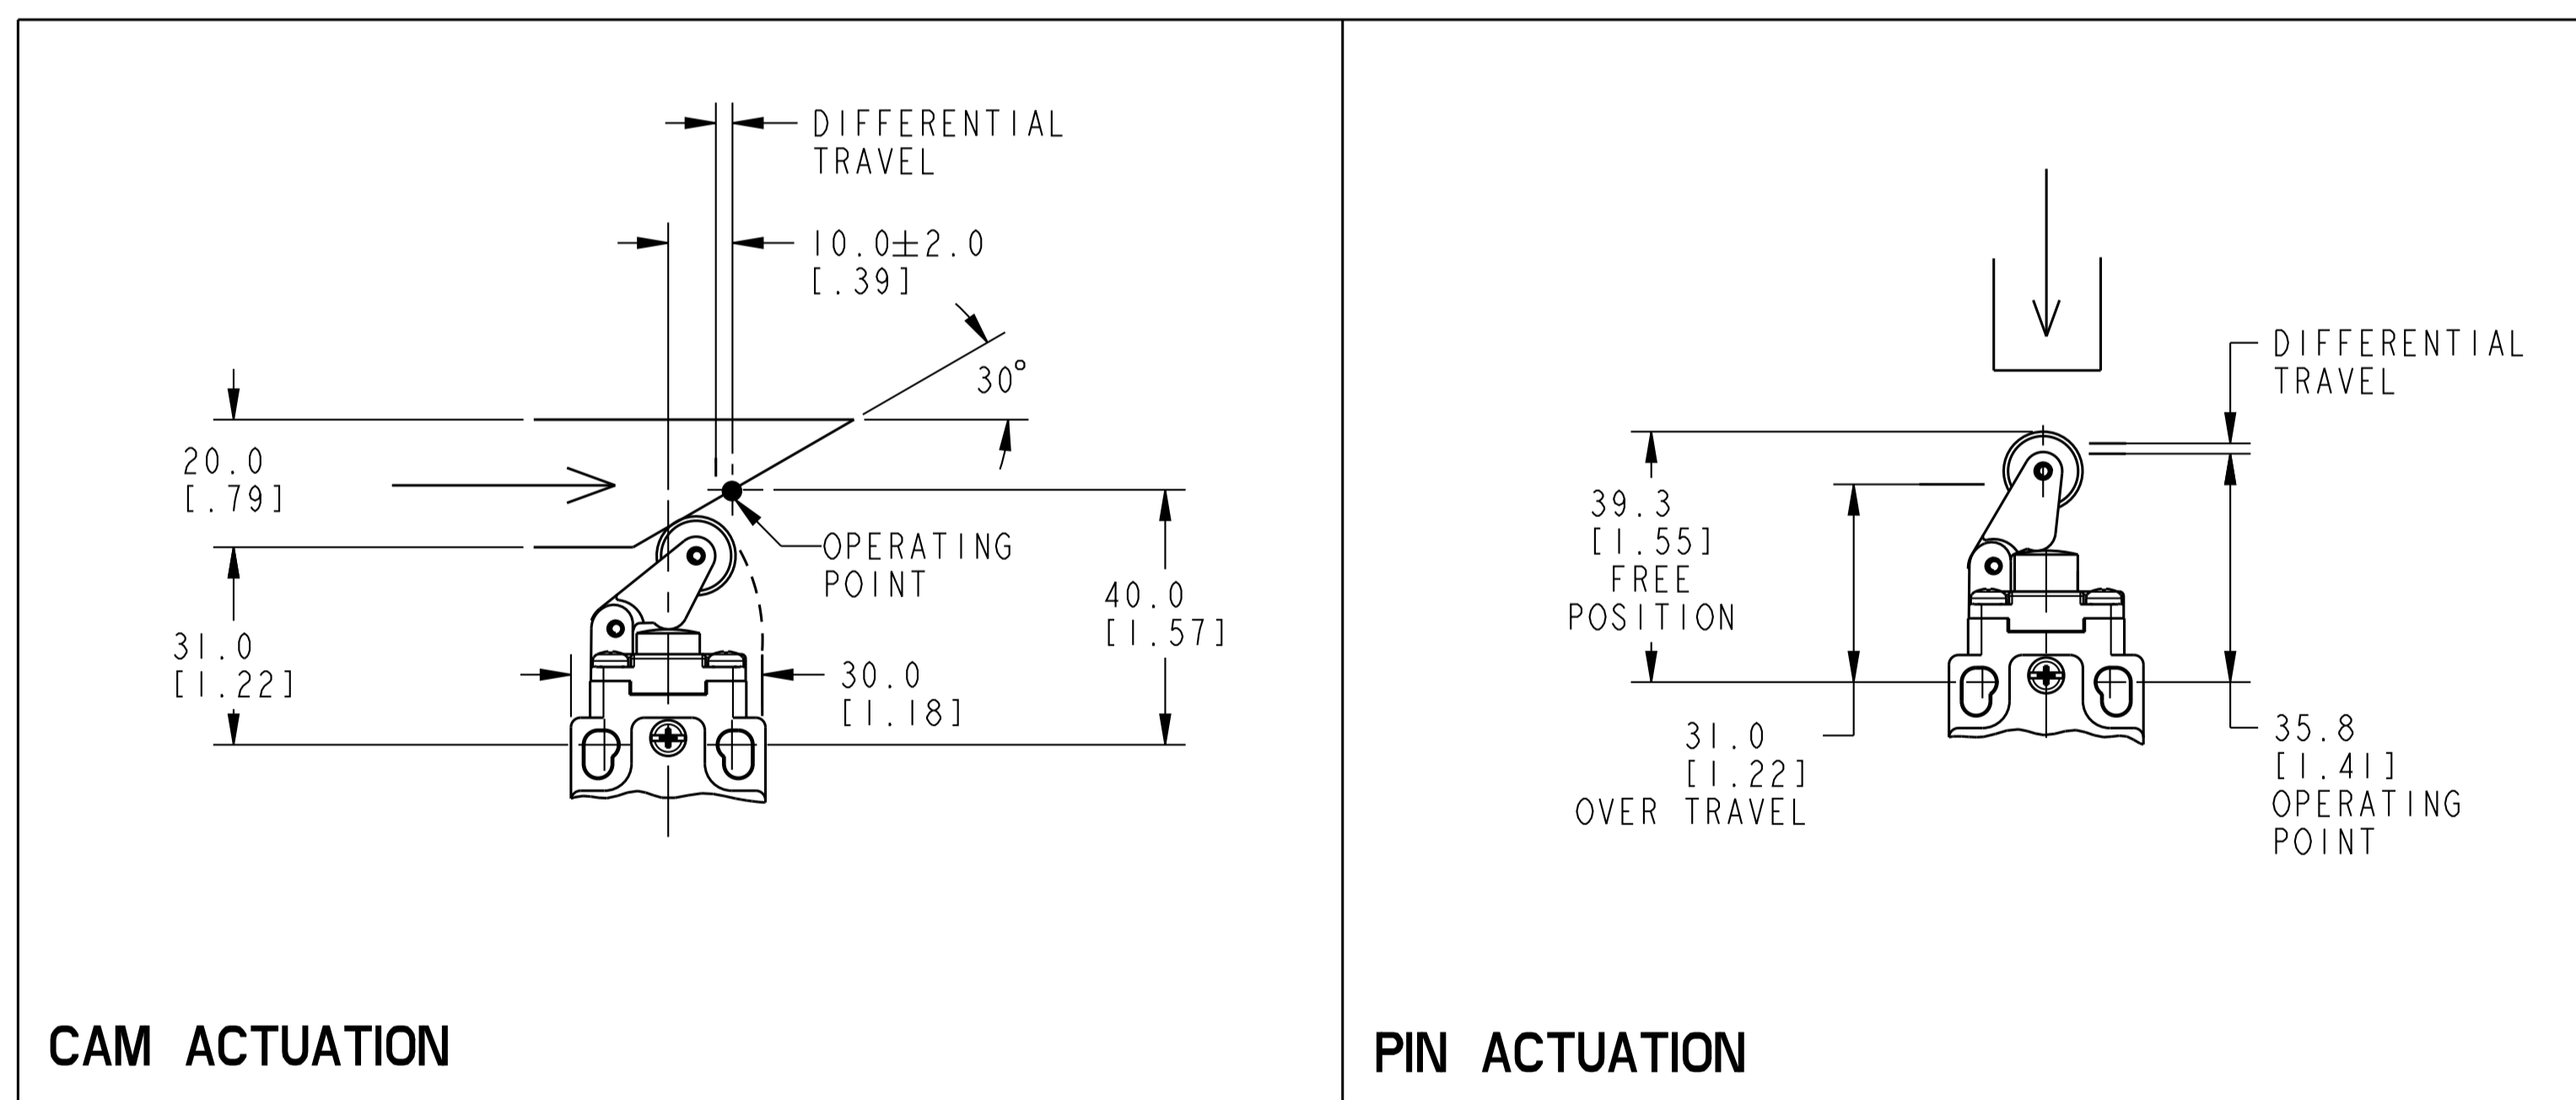 DIFFERENTIAL
TRAVEL
10.0±2.0
[.39]
30°
20.0
[.79]
OPERATING
POINT
31.0
[1.22]
40.0
[1.57]
30.0
[1.18]
CAM ACTUATION
DIFFERENTIAL
TRAVEL
39.3
[1.55]
FREE
POSITION
31.0
[1.22]
OVER TRAVEL
35.8
[1.41]
OPERATING
POINT
PIN ACTUATION